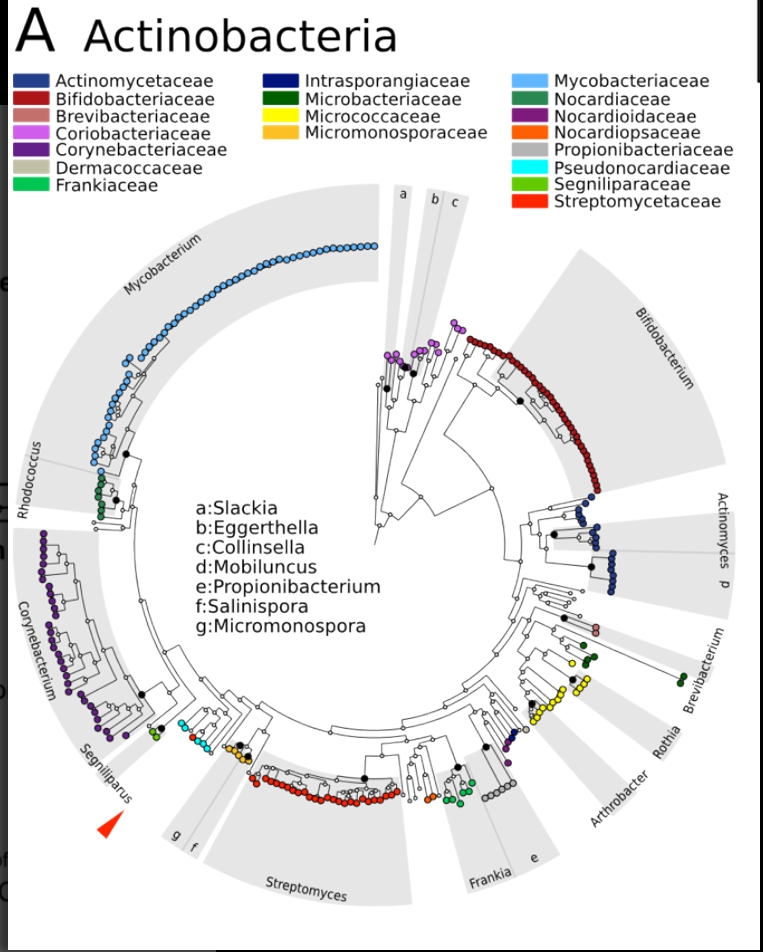 A Actinobacteria
Actinomycetaceae
Bifidobacteriaceae
Brevibacteriaceae
Coriobacteriaceae
Corynebacteriaceae
Dermacoccaceae
Frankiaceae
Intrasporangiaceae
Microbacteriaceae
Micrococcaceae
Micromonosporaceae
Mycobacteriaceae
Nocardiaceae
Nocardioidaceae
Nocardiopsaceae
Propionibacteriaceae
Pseudonocardiaceae
Segniliparaceae
Streptomycetaceae
a
b
c
Mycobacterium
Bifidobacterium
Rhodococcus
Actinomyces
p
a:Slackia
b:Eggerthella
c:Collinsella
d:Mobiluncus
e:Propionibacterium
f:Salinispora
g:Micromonospora
Corynebacterium
Brevibacterium
Segniliparus
Rothia
Arthrobacter
g
f
Streptomyces
Frankia
e